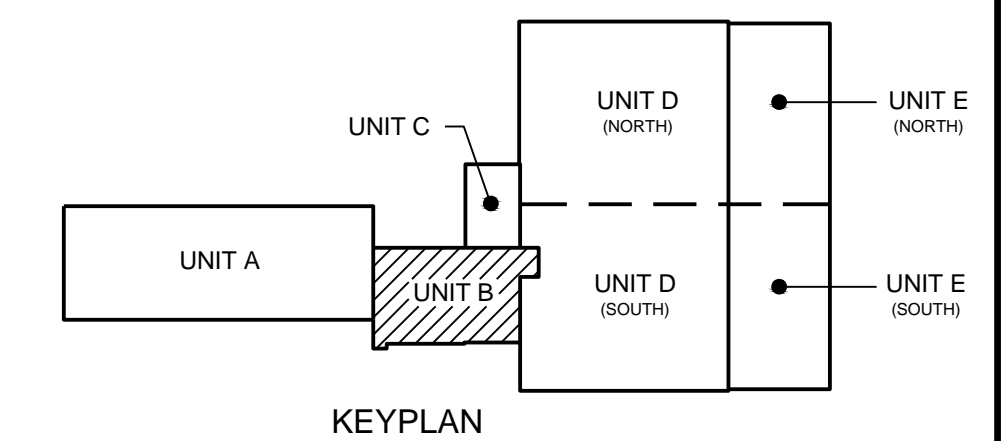 UNIT D
(NORTH)
UNIT E
(NORTH)
UNIT C
UNIT A
UNIT B
UNIT D
(SOUTH)
UNIT E
(SOUTH)
KEYPLAN